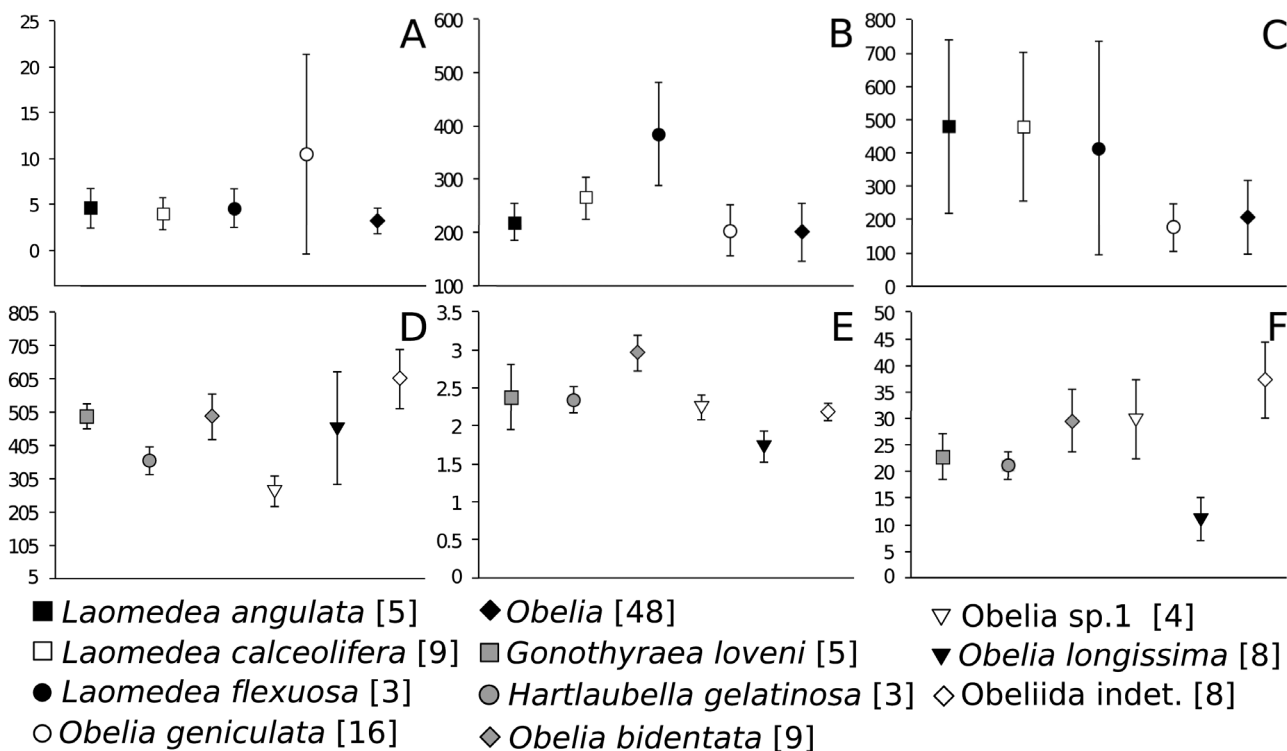 A
25
20
15
10
5
0
B
600
500
400
300
200
100
C
800
700
600
500
400
300
200
100
0
D
805
705
605
505
405
305
205
105
5
E
3.5
3
2.5
2
1.5
1
0.5
0
F
50
45
40
35
30
25
20
15
10
5
0
Laomedea angulata [5]
Laomedea calceolifera [9]
Laomedea flexuosa [3]
Obelia geniculata [16]
Obelia [48]
Gonothyraea loveni [5]
Hartlaubella gelatinosa [3]
Obelia bidentata [9]
Obelia sp.1 [4]
Obelia longissima [8]
Obeliida indet. [8]